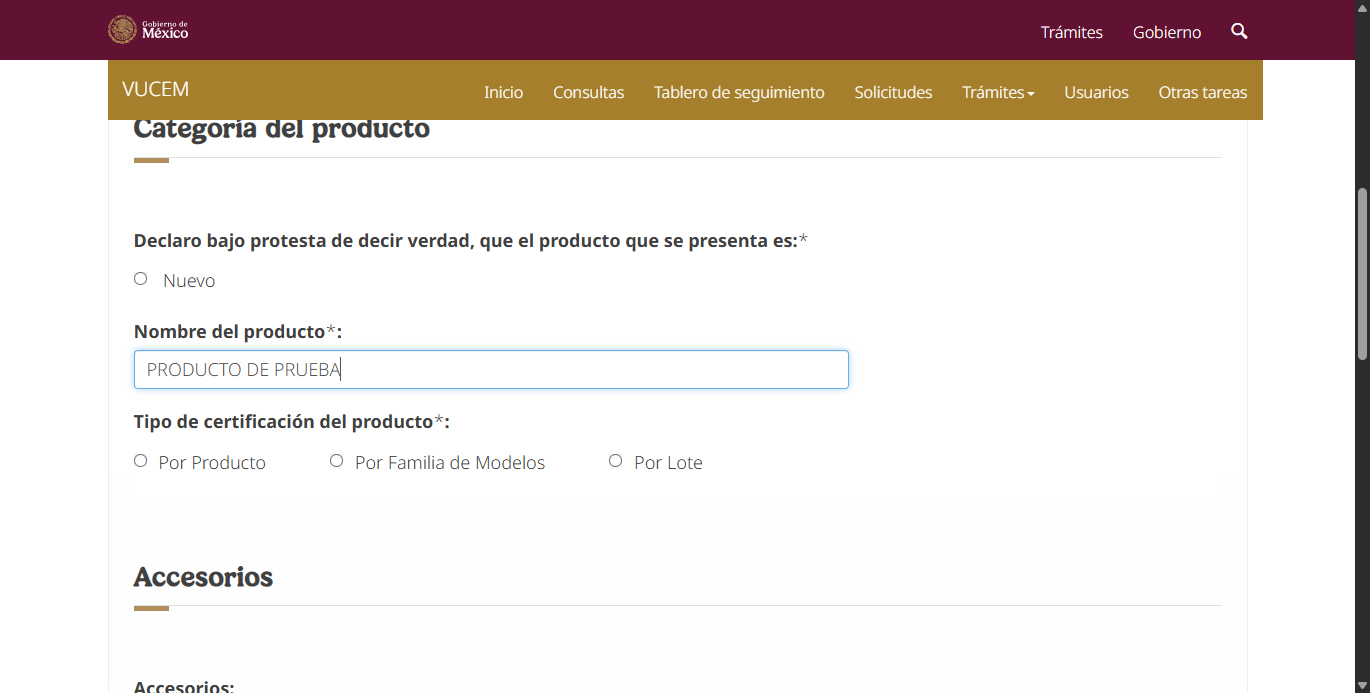 Gobierno de
México
Trámites Gobierno
VUCEM Inicio Consultas Tablero de seguimiento Solicitudes Trámites Usuarios Otras tareas
Categoría del producto
Declaro bajo protesta de decir verdad, que el producto que se presenta es:*
Nuevo
Nombre del producto*:
PRODUCTO DE PRUEBA
Tipo de certificación del producto*:
Por Producto Por Familia de Modelos Por Lote
Accesorios
Accesorios: